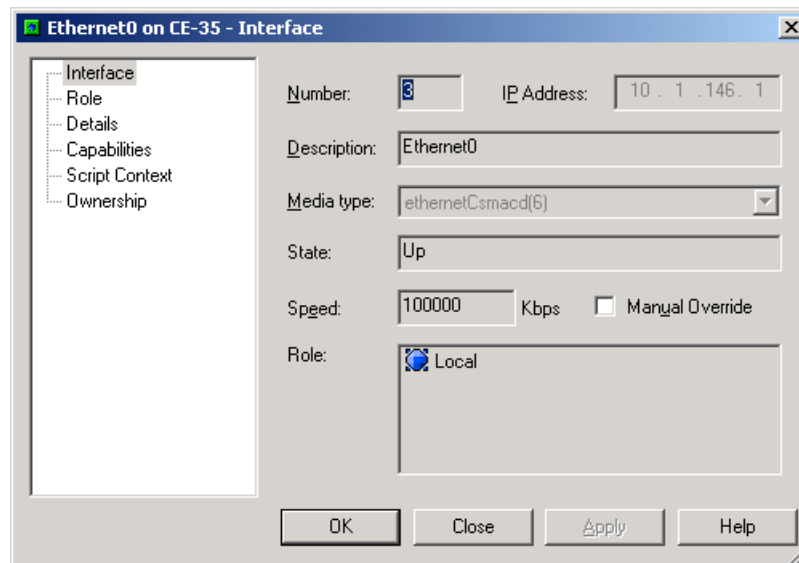 Ethernet0 on CE-35 - Interface
Interface
Role
Details
Capabilities
Script Context
Ownership
Number: 3 IP Address: 10 . 1 .146. 1
Description: Ethernet0
Media type: ethernetCsmacd(6)
State: Up
Speed: 100000 Kbps Manual Override
Role: Local
OK Close Apply Help